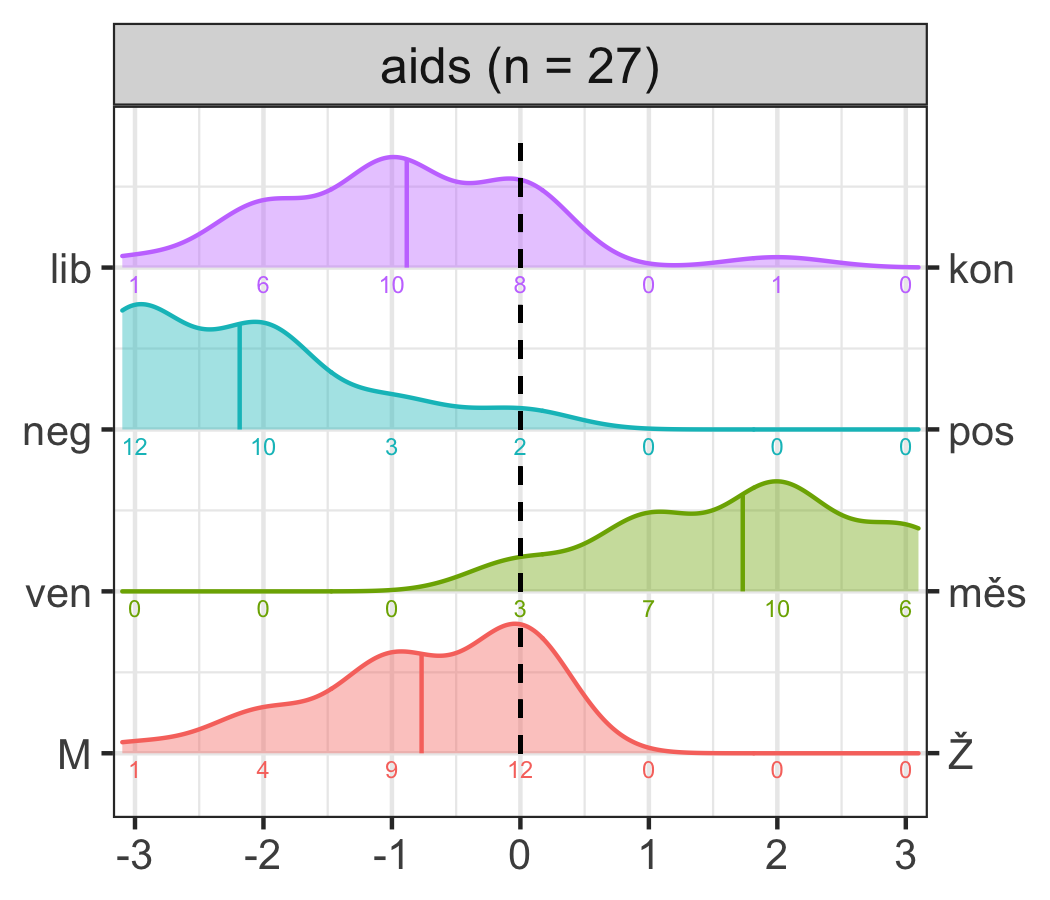 aids (n = 27)
lib kon
1 6 10 8 0 1 0
neg pos
12 10 3 2 0 0 0
ven měs
0 0 0 3 7 10 6
M Ž
1 4 9 12 0 0 0
-3 -2 -1 0 1 2 3